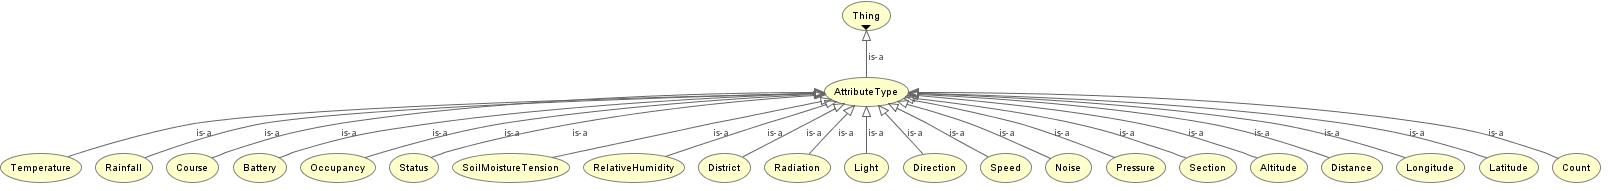 Thing
is-a
AttributeType
is-a is-a is-a is-a is-a is-a is-a is-a is-a is-a is-a is-a is-a is-a is-a is-a is-a is-a is-a is-a is-a
Temperature Rainfall Course Battery Occupancy Status SoilMoistureTension RelativeHumidity District Radiation Light Direction Speed Noise Pressure Section Altitude Distance Longitude Latitude Count